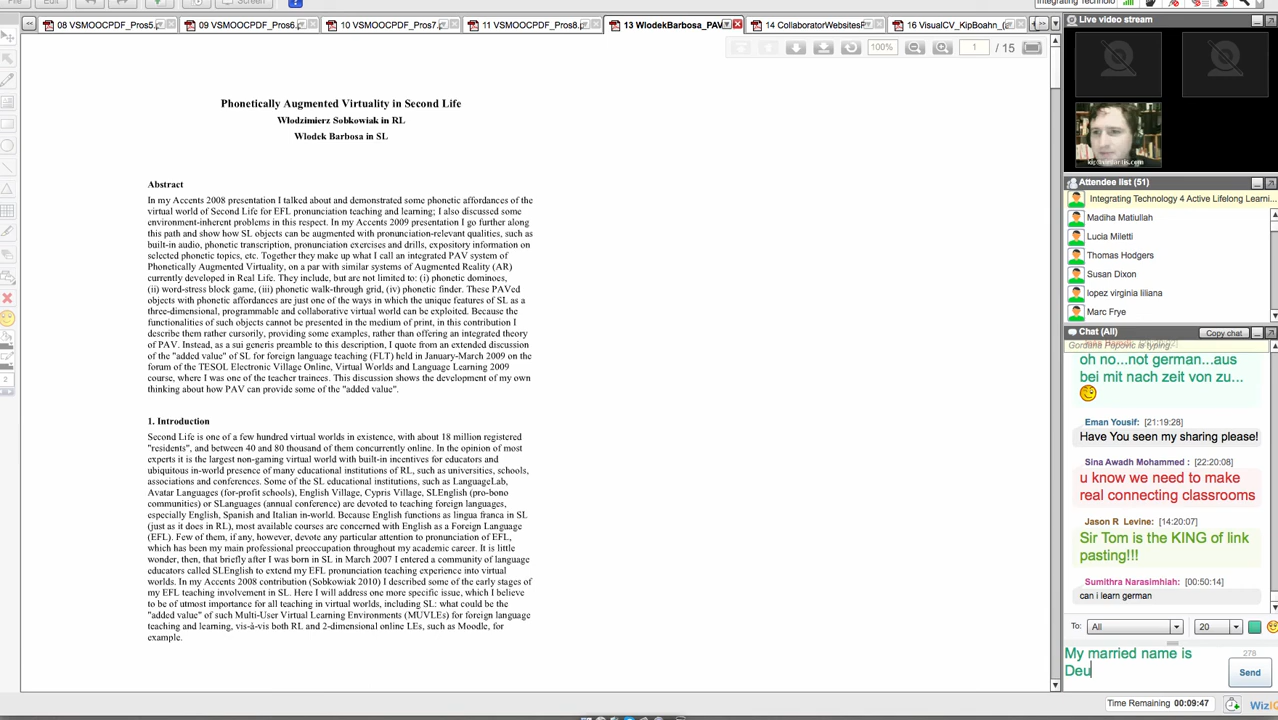 File Edit Screen
Integrating Technolo
08 VSMOOCPDF_Pros5. 09 VSMOOCPDF_Pros6. 10 VSMOOCPDF_Pros7. 11 VSMOOCPDF_Pros8.p 13 WlodekBarbosa_PAV 14 CollaboratorWebsitesF 16 VisualCV_KipBoahn_(
100% 1 / 15
Phonetically Augmented Virtuality in Second Life
Włodzimierz Sobkowiak in RL
Wlodek Barbosa in SL
Abstract
In my Accents 2008 presentation I talked about and demonstrated some phonetic affordances of the
virtual world of Second Life for EFL pronunciation teaching and learning; I also discussed some
environment-inherent problems in this respect. In my Accents 2009 presentation I go further along
this path and show how SL objects can be augmented with pronunciation-relevant qualities, such as
built-in audio, phonetic transcription, pronunciation exercises and drills, expository information on
selected phonetic topics, etc. Together they make up what I call an integrated PAV system of
Phonetically Augmented Virtuality, on a par with similar systems of Augmented Reality (AR)
currently developed in Real Life. They include, but are not limited to: (i) phonetic dominoes,
(ii) word-stress block game, (iii) phonetic walk-through grid, (iv) phonetic finder. These PAVed
objects with phonetic affordances are just one of the ways in which the unique features of SL as a
three-dimensional, programmable and collaborative virtual world can be exploited. Because the
functionalities of such objects cannot be presented in the medium of print, in this contribution I
describe them rather cursorily, providing some examples, rather than offering an integrated theory
of PAV. Instead, as a sui generis preamble to this description, I quote from an extended discussion
of the "added value" of SL for foreign language teaching (FLT) held in January-March 2009 on the
forum of the TESOL Electronic Village Online, Virtual Worlds and Language Learning 2009
course, where I was one of the teacher trainees. This discussion shows the development of my own
thinking about how PAV can provide some of the "added value".
1. Introduction
Second Life is one of a few hundred virtual worlds in existence, with about 18 million registered
"residents", and between 40 and 80 thousand of them concurrently online. In the opinion of most
experts it is the largest non-gaming virtual world with built-in incentives for educators and
ubiquitous in-world presence of many educational institutions of RL, such as universities, schools,
associations and conferences. Some of the SL educational institutions, such as LanguageLab,
Avatar Languages (for-profit schools), English Village, Cypris Village, SLEnglish (pro-bono
communities) or SLanguages (annual conference) are devoted to teaching foreign languages,
especially English, Spanish and Italian in-world. Because English functions as lingua franca in SL
(just as it does in RL), most available courses are concerned with English as a Foreign Language
(EFL). Few of them, if any, however, devote any particular attention to pronunciation of EFL,
which has been my main professional preoccupation throughout my academic career. It is little
wonder, then, that briefly after I was born in SL in March 2007 I entered a community of language
educators called SLEnglish to extend my EFL pronunciation teaching experience into virtual
worlds. In my Accents 2008 contribution (Sobkowiak 2010) I described some of the early stages of
my EFL teaching involvement in SL. Here I will address one more specific issue, which I believe
to be of utmost importance for all teaching in virtual worlds, including SL: what could be the
"added value" of such Multi-User Virtual Learning Environments (MUVLEs) for foreign language
teaching and learning, vis-à-vis both RL and 2-dimensional online LEs, such as Moodle, for
example.
2
Live video stream
Attendee list (51)
Integrating Technology 4 Active Lifelong Learni...
Madiha Matiullah
Lucia Miletti
Thomas Hodgers
Susan Dixon
lopez virginia liliana
Marc Frye
Chat (All) Copy chat
Gordana Popovic is typing.
oh no...not german...aus
bei mit nach zeit von zu...
Eman Yousif: [21:19:28]
Have You seen my sharing please!
Sina Awadh Mohammed : [22:20:08]
u know we need to make
real connecting classrooms
Jason R Levine: [14:20:07]
Sir Tom is the KING of link
pasting!!!
Sumithra Narasimhiah: [00:50:14]
can i learn german
To: All 20
My married name is
Deu
278
Send
Time Remaining 00:09:47
WizIQ